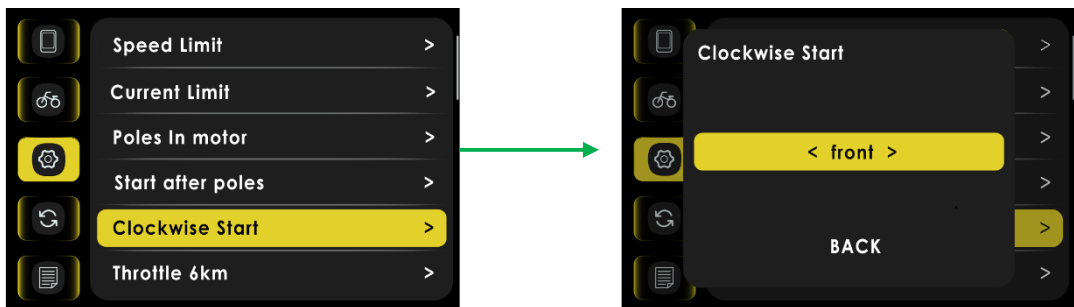 Speed Limit >
Current Limit >
Poles In motor >
Start after poles >
Clockwise Start >
Throttle 6km >
Clockwise Start
< front >
BACK
>
>
>
>
>
>